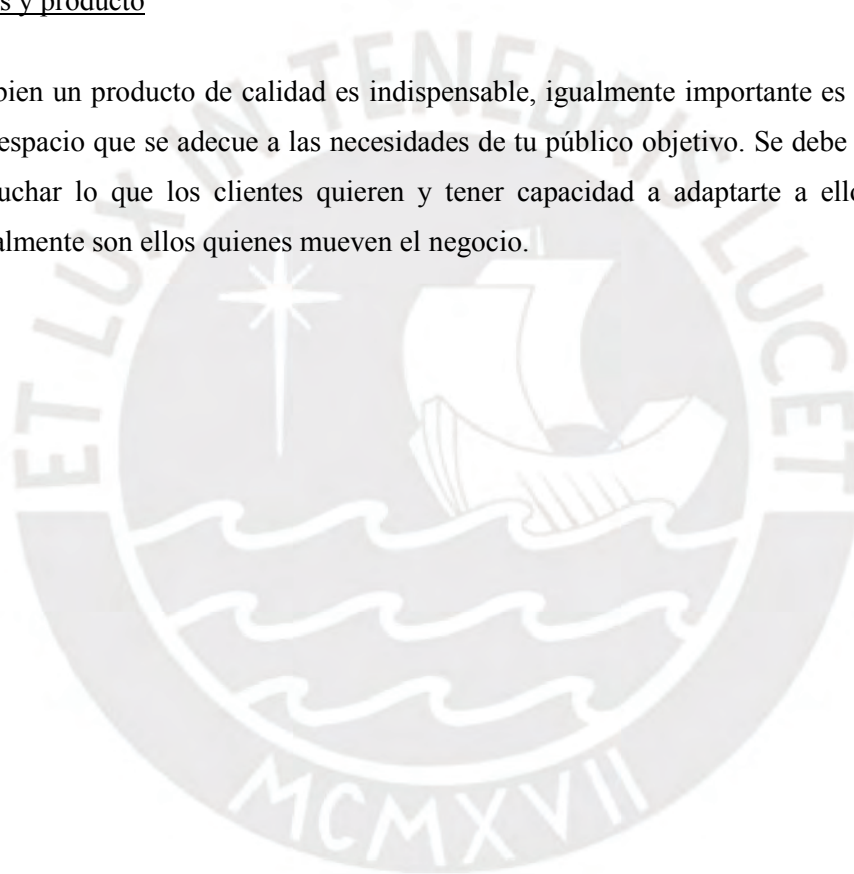 s y producto
bien un producto de calidad es indispensable, igualmente importante es
espacio que se adecue a las necesidades de tu público objetivo. Se debe
uchar lo que los clientes quieren y tener capacidad a adaptarte a ello
almente son ellos quienes mueven el negocio.
ET LUX IN TENEBRIS LUCET
MCMXVII